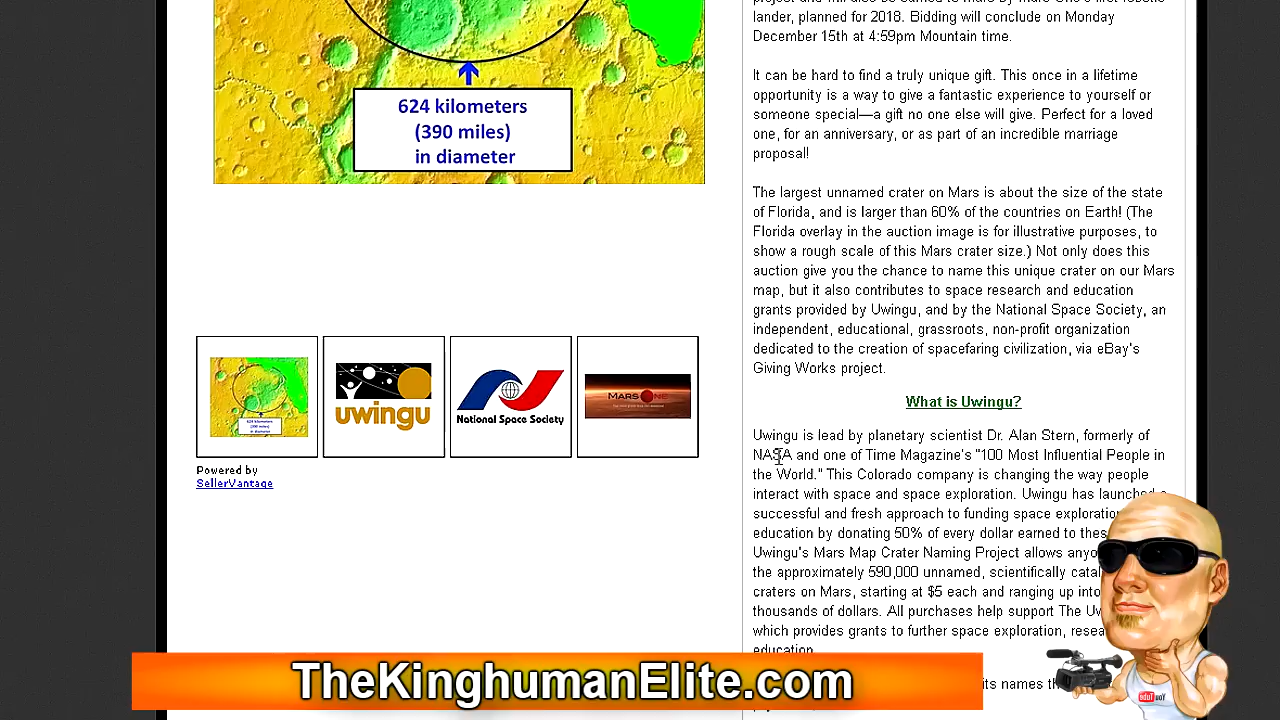 624 kilometers
(390 miles)
in diameter
uwingu
National Space Society
MARS ONE
Powered by
SellerVantage
lander, planned for 2018. Bidding will conclude on Monday
December 15th at 4:59pm Mountain time.
It can be hard to find a truly unique gift. This once in a lifetime
opportunity is a way to give a fantastic experience to yourself or
someone special—a gift no one else will give. Perfect for a loved
one, for an anniversary, or as part of an incredible marriage
proposal!
The largest unnamed crater on Mars is about the size of the state
of Florida, and is larger than 60% of the countries on Earth! (The
Florida overlay in the auction image is for illustrative purposes, to
show a rough scale of this Mars crater size.) Not only does this
auction give you the chance to name this unique crater on our Mars
map, but it also contributes to space research and education
grants provided by Uwingu, and by the National Space Society, an
independent, educational, grassroots, non-profit organization
dedicated to the creation of spacefaring civilization, via eBay's
Giving Works project.
What is Uwingu?
Uwingu is lead by planetary scientist Dr. Alan Stern, formerly of
NASA and one of Time Magazine's "100 Most Influential People in
the World." This Colorado company is changing the way people
interact with space and space exploration. Uwingu has launched a
successful and fresh approach to funding space exploration
education by donating 50% of every dollar earned to these
Uwingu's Mars Map Crater Naming Project allows
the approximately 590,000 unnamed, scientifically
craters on Mars, starting at $5 each and ranging up into
thousands of dollars. All purchases help support The
which provides grants to further space exploration,
education.
its names
TheKinghumanElite.com
You Tube